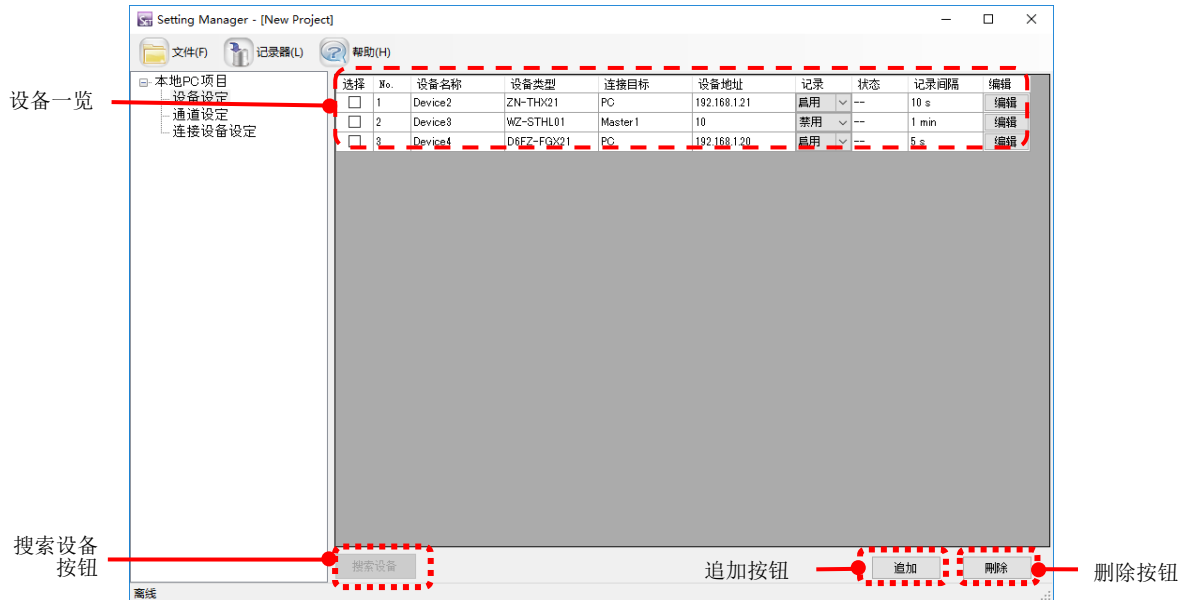 Setting Manager - [New Project]
文件(F) 记录器(L) 帮助(H)
本地PC项目
设备设定
通道设定
连接设备设定
选择 No. 设备名称 设备类型 连接目标 设备地址 记录 状态 记录间隔 编辑
1 Device2 ZN-THX21 PC 192.168.1.21 启用 -- 10 s 编辑
2 Device3 WZ-STHL01 Master1 10 禁用 -- 1 min 编辑
3 Device4 D6FZ-FGX21 PC 192.168.1.20 启用 -- 5 s 编辑
设备一览
搜索设备
按钮
搜索设备
追加按钮
追加
删除
删除按钮
离线